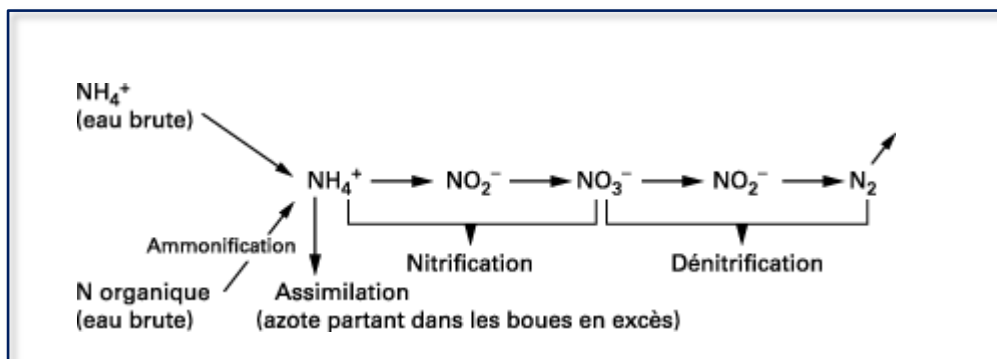 NH₄⁺
(eau brute)
NH₄⁺ NO₂⁻ NO₃⁻ NO₂⁻ N₂
Ammonification
Nitrification Dénitrification
N organique Assimilation
(eau brute) (azote partant dans les boues en excès)